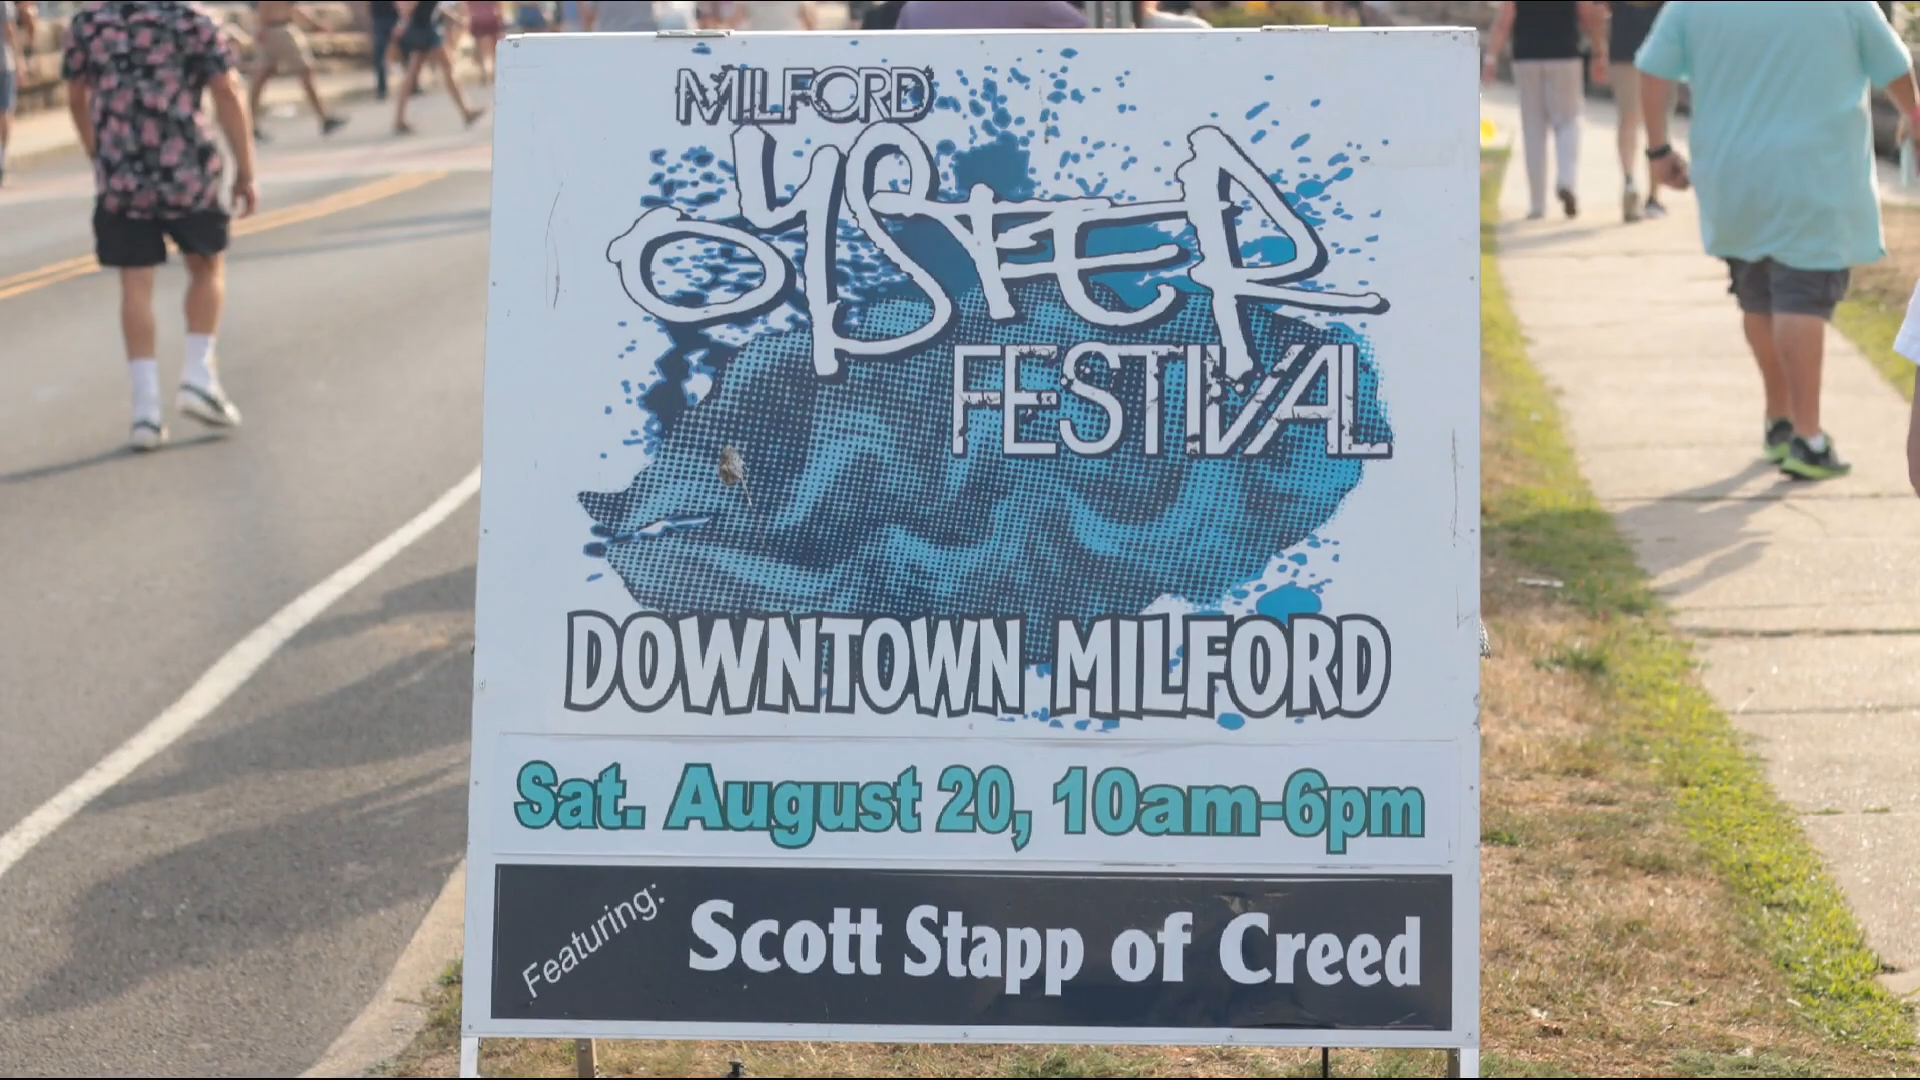 MILFORD
OYSTER
FESTIVAL
DOWNTOWN MILFORD
Sat. August 20, 10am-6pm
Featuring: Scott Stapp of Creed